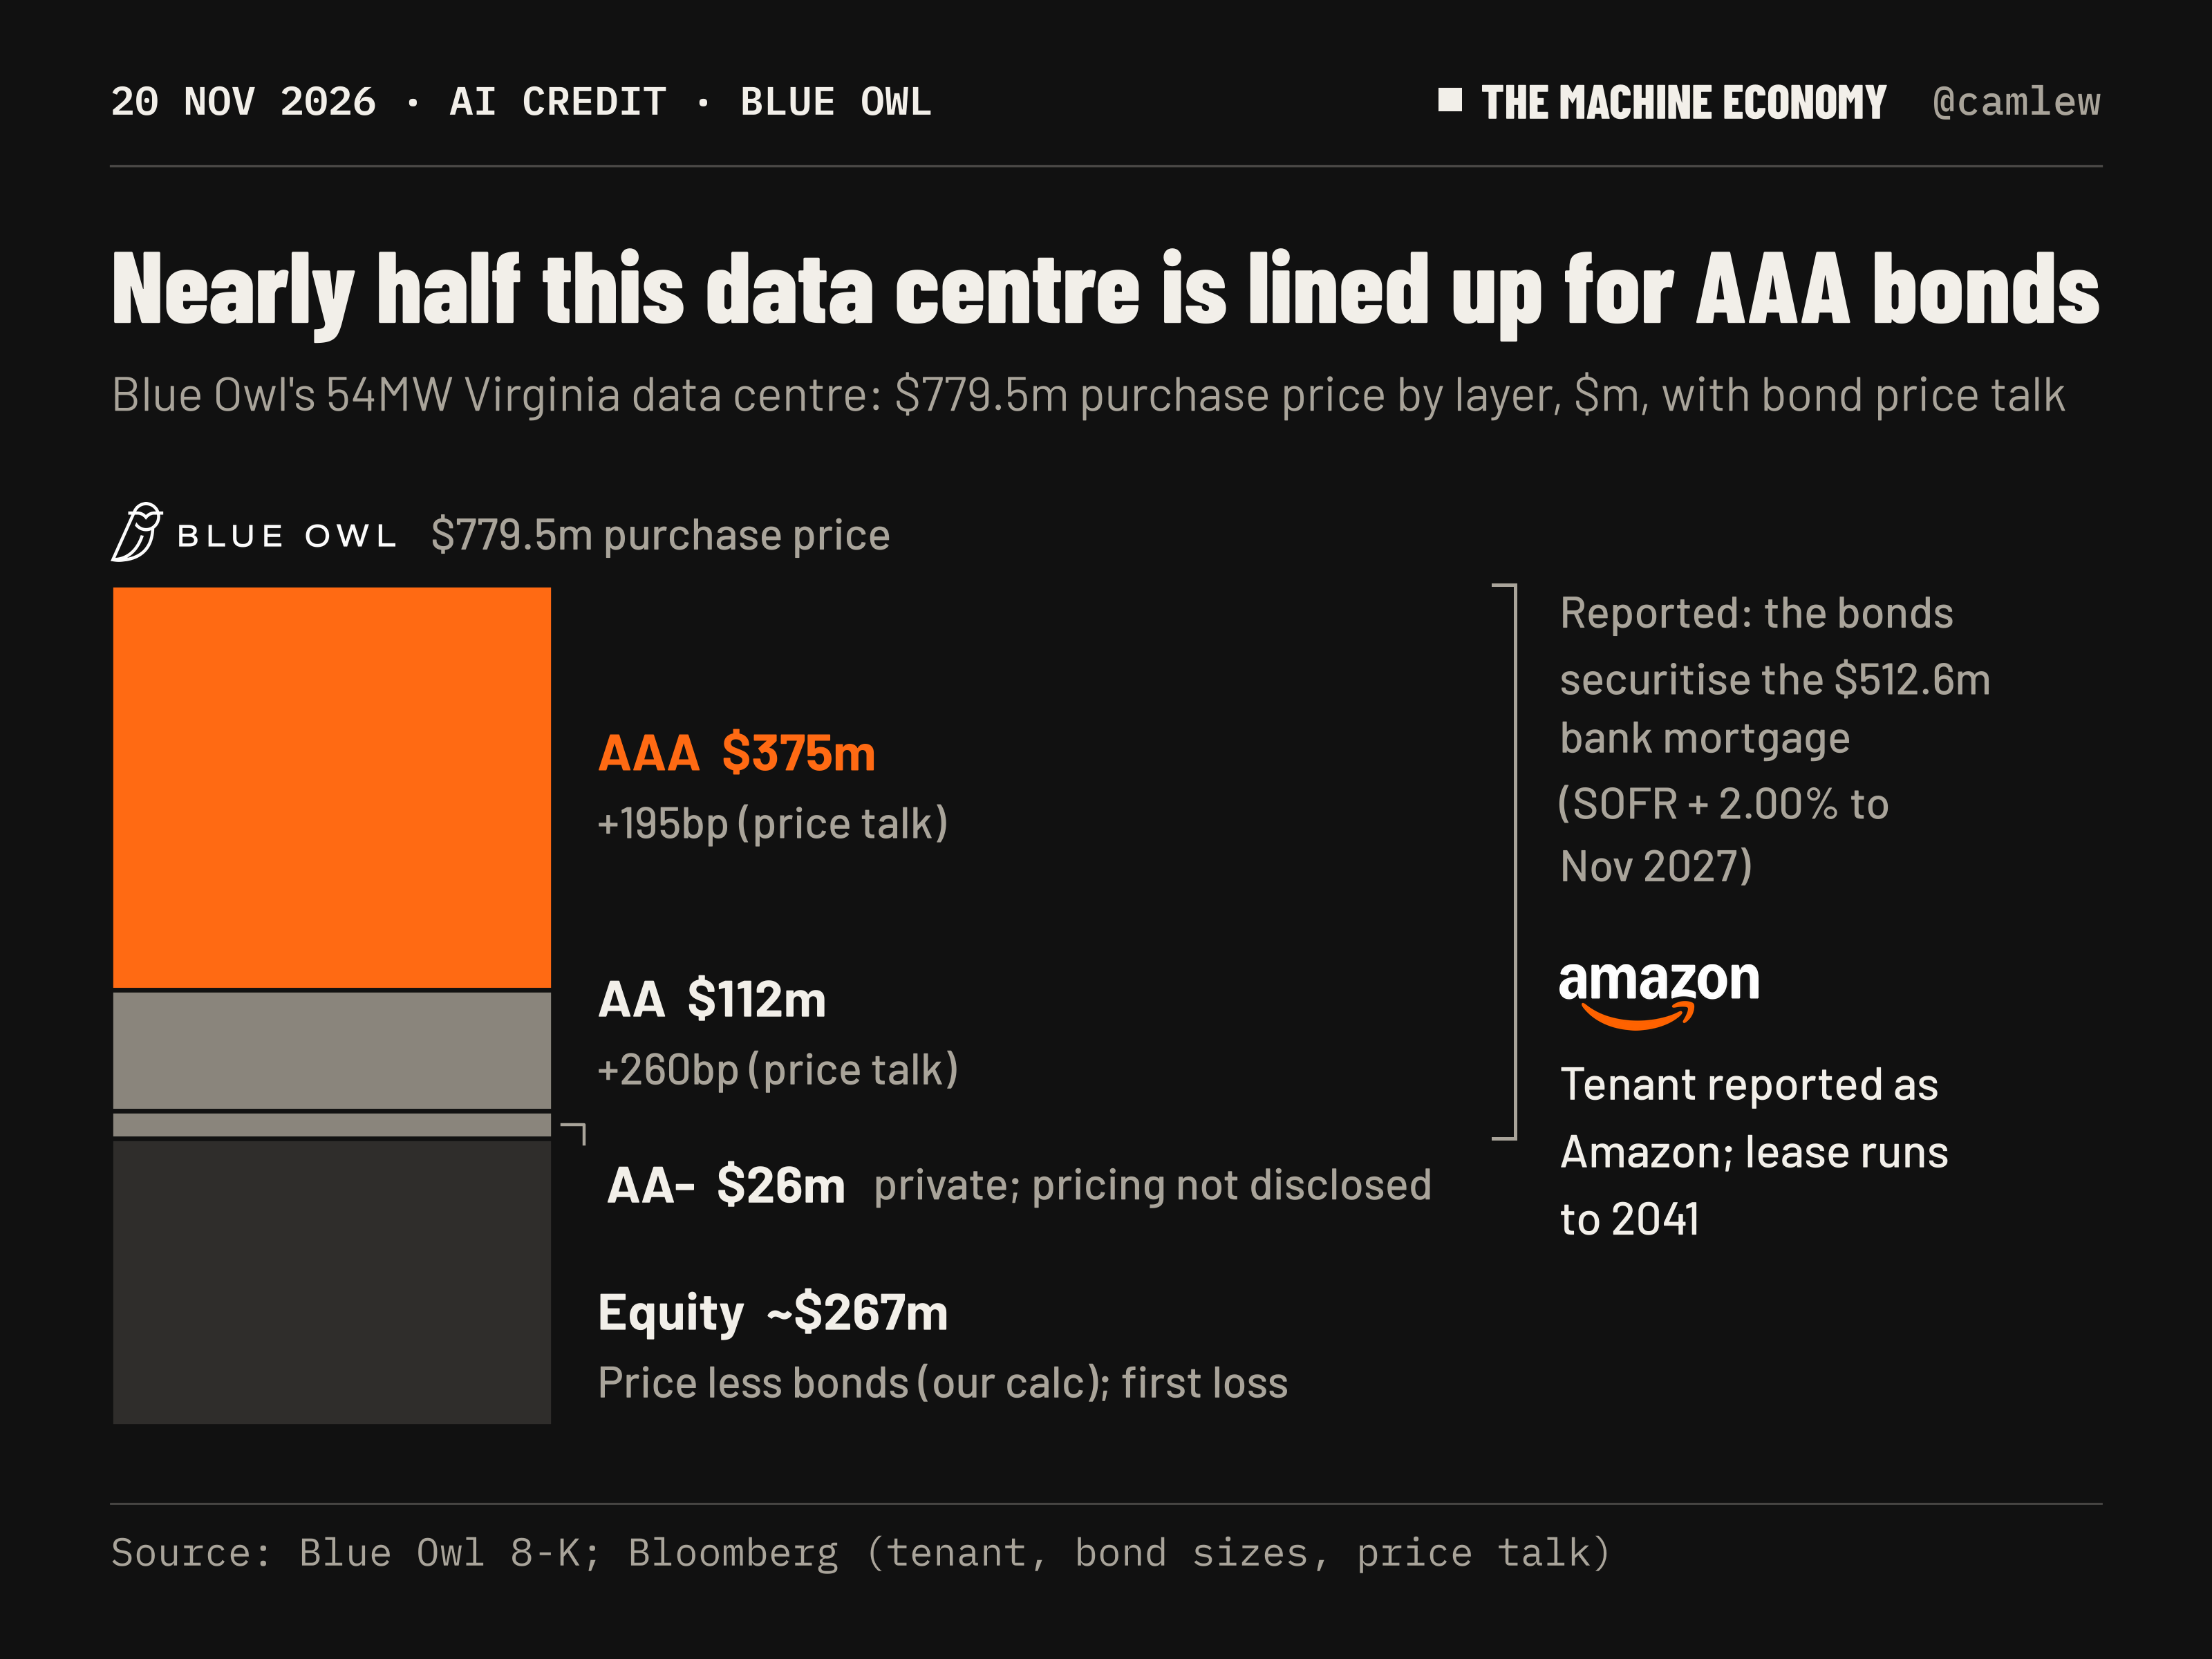 20 NOV 2026 · AI CREDIT · BLUE OWL
THE MACHINE ECONOMY @camlew
Nearly half this data centre is lined up for AAA bonds
Blue Owl's 54MW Virginia data centre: $779.5m purchase price by layer, $m, with bond price talk
BLUE OWL $779.5m purchase price
AAA $375m
+195bp (price talk)
AA $112m
+260bp (price talk)
AA- $26m private; pricing not disclosed
Equity ~$267m
Price less bonds (our calc); first loss
Reported: the bonds
securitise the $512.6m
bank mortgage
(SOFR + 2.00% to
Nov 2027)
amazon
Tenant reported as
Amazon; lease runs
to 2041
Source: Blue Owl 8-K; Bloomberg (tenant, bond sizes, price talk)